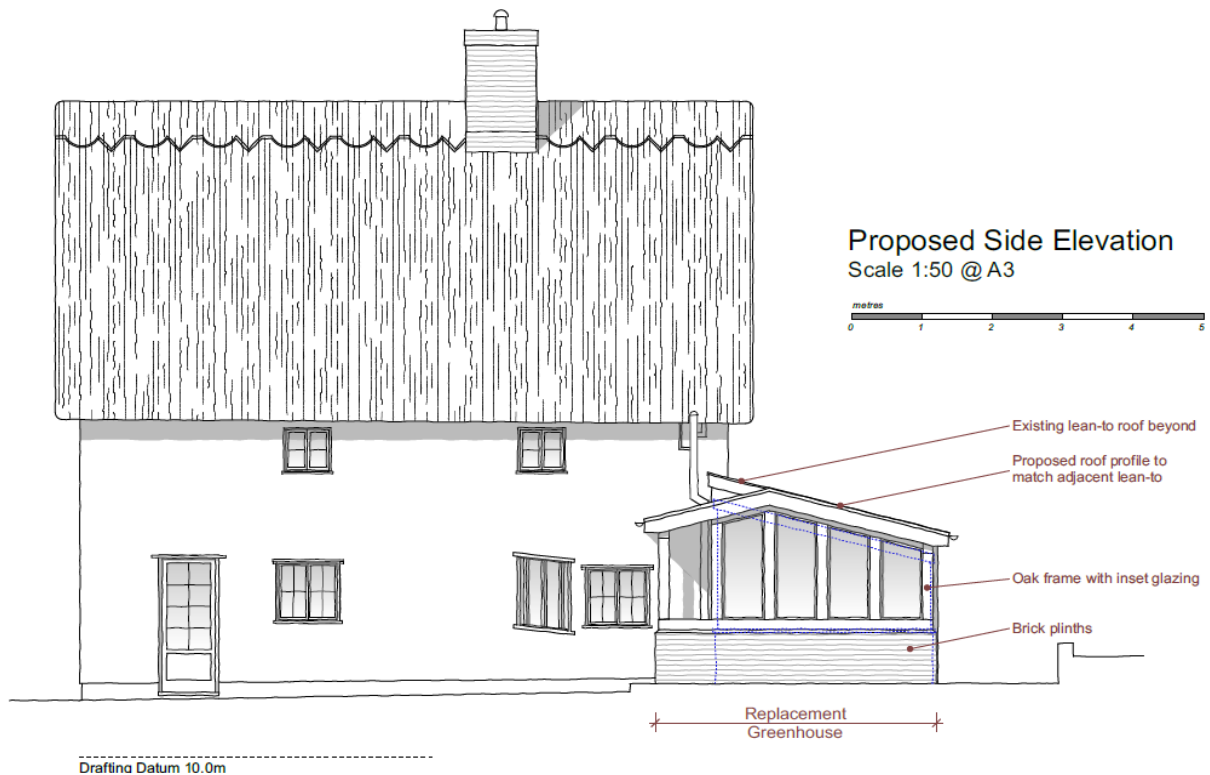 Proposed Side Elevation
Scale 1:50 @ A3
metres
0 1 2 3 4 5
Existing lean-to roof beyond
Proposed roof profile to
match adjacent lean-to
Oak frame with inset glazing
Brick plinths
Replacement
Greenhouse
Drafting Datum 10.0m